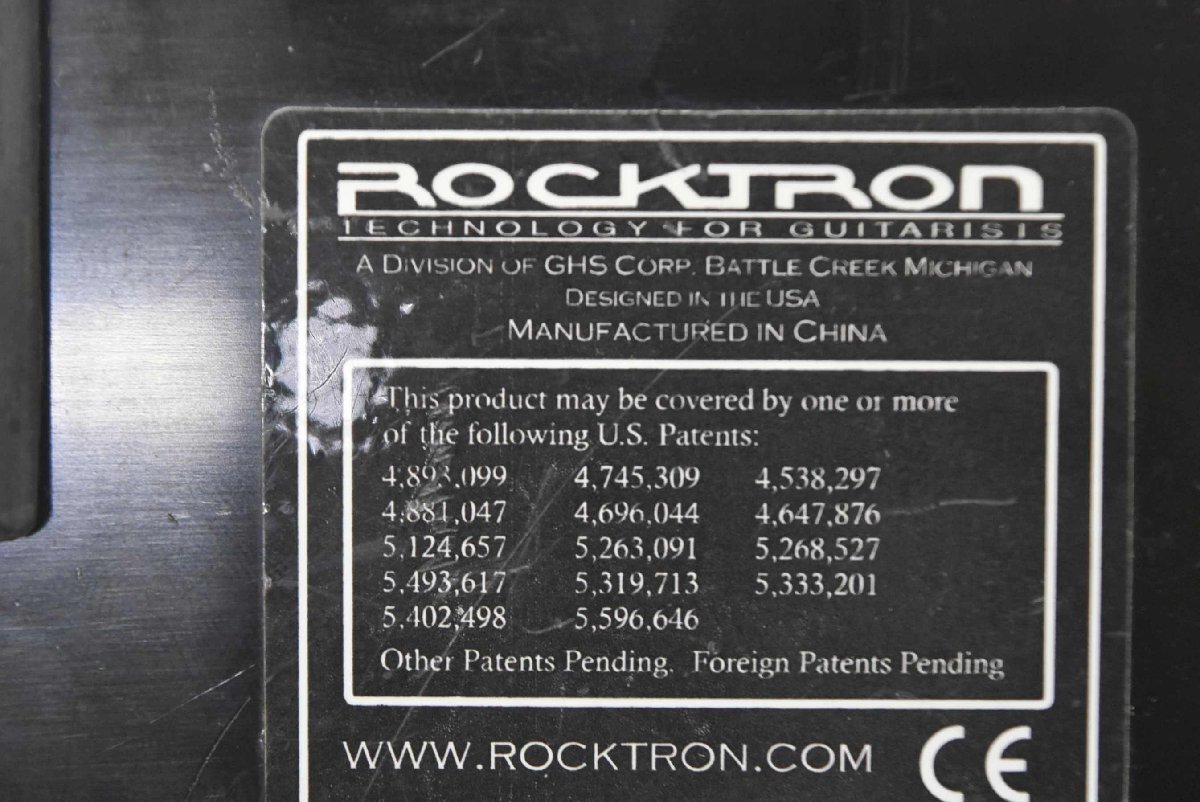 ROCKTRON
TECHNOLOGY FOR GUITARISTS
A DIVISION OF GHS CORP. BATTLE CREEK MICHIGAN
DESIGNED IN THE USA
MANUFACTURED IN CHINA
This product may be covered by one or more
of the following U.S. Patents:
4,893,099 4,745,309 4,538,297
4,881,047 4,696,044 4,647,876
5,124,657 5,263,091 5,268,527
5,493,617 5,319,713 5,333,201
5,402,498 5,596,646
Other Patents Pending. Foreign Patents Pending
WWW.ROCKTRON.COM CE